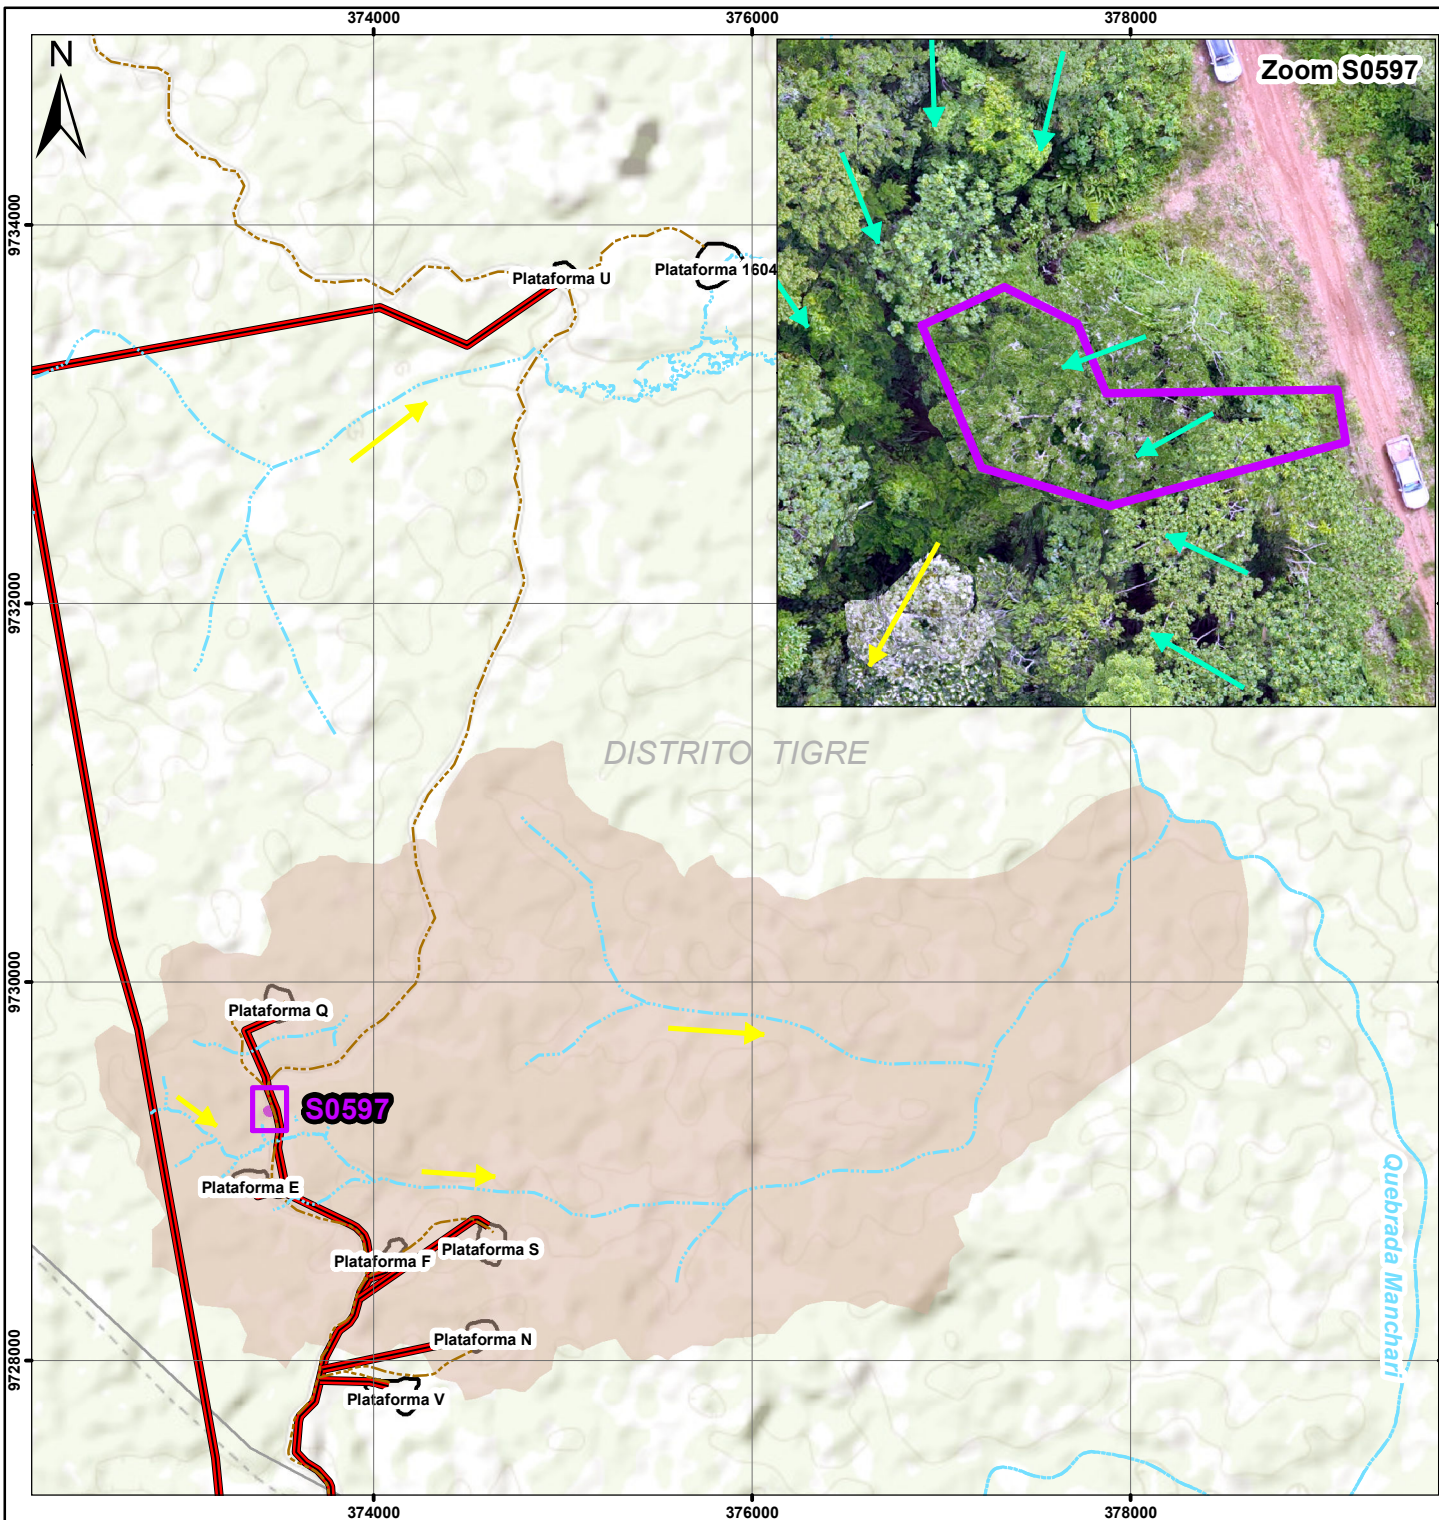 374000
376000
378000
N
Zoom S0597
9734000
Plataforma U
Plataforma 1604
9732000
DISTRITO TIGRE
9730000
Plataforma Q
S0597
Plataforma E
Plataforma S
Plataforma F
Quebrada Manchari
Plataforma N
9728000
Plataforma V
374000
376000
378000